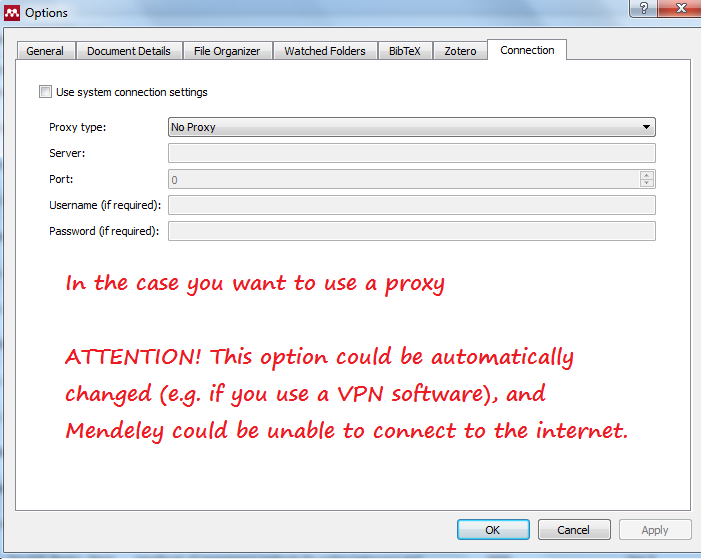 Options
General Document Details File Organizer Watched Folders BibTeX Zotero Connection
Use system connection settings
Proxy type: No Proxy
Server:
Port: 0
Username (if required):
Password (if required):
In the case you want to use a proxy
ATTENTION! This option could be automatically
changed (e.g. if you use a VPN software), and
Mendeley could be unable to connect to the internet.
OK Cancel Apply